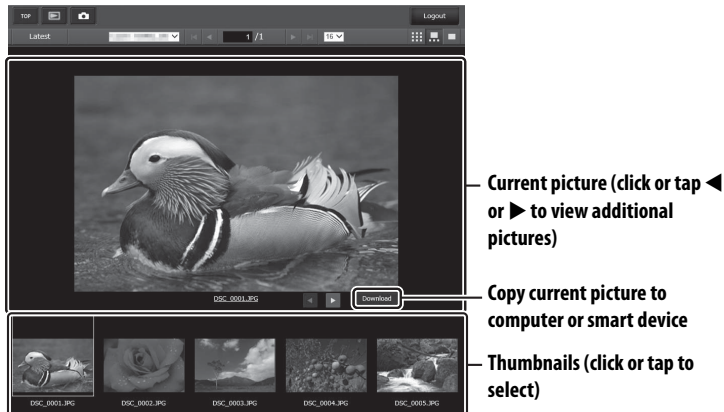 TOP
Logout
Latest
1 /1
16
Current picture (click or tap ◀
or ▶ to view additional
pictures)
DSC_0001.JPG
Download
Copy current picture to
computer or smart device
Thumbnails (click or tap to
select)
DSC_0001.JPG DSC_0002.JPG DSC_0003.JPG DSC_0004.JPG DSC_0005.JPG